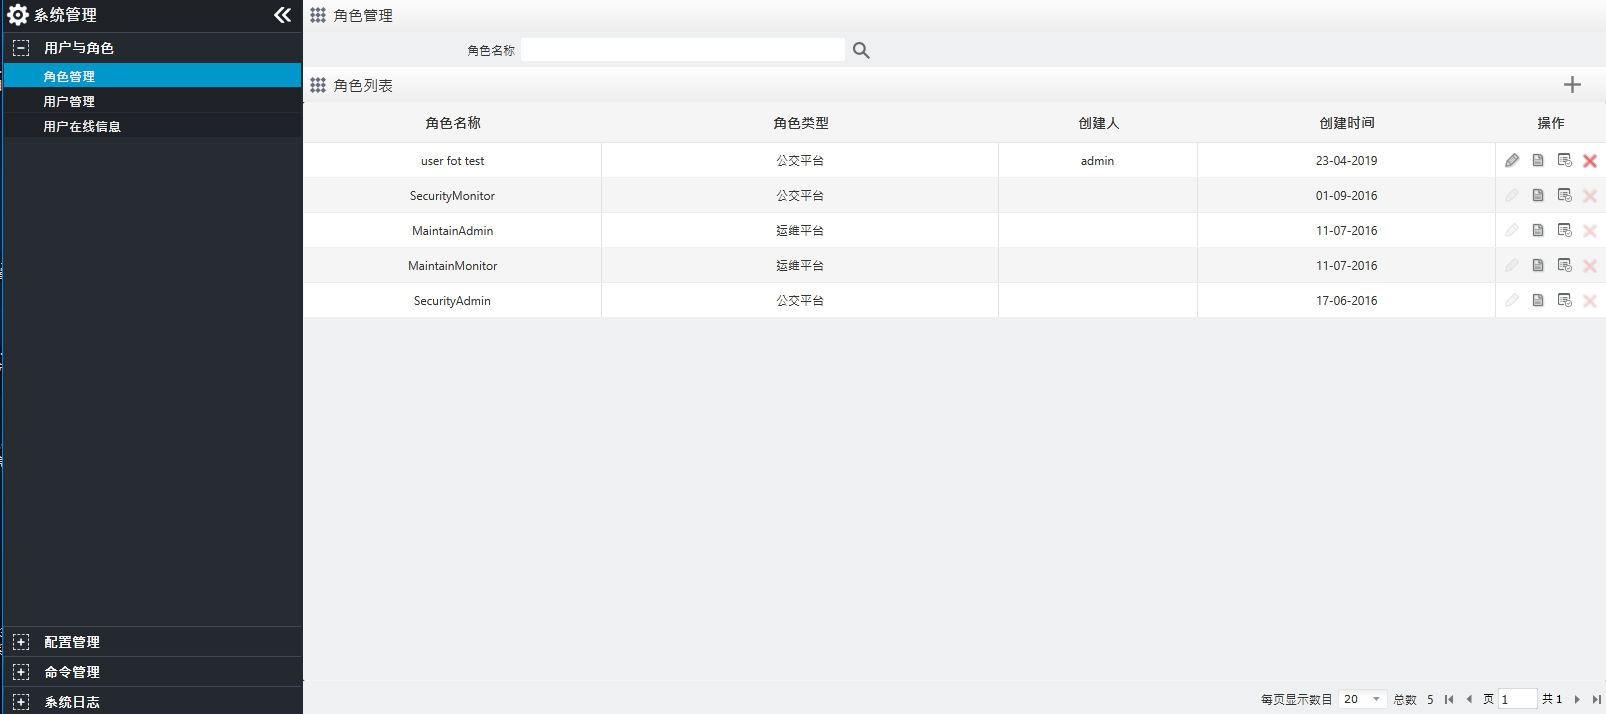 系统管理
用户与角色
角色管理
用户管理
用户在线信息
配置管理
命令管理
系统日志
角色管理
角色名称
角色列表
角色名称 角色类型 创建人 创建时间 操作
user fot test 公交平台 admin 23-04-2019
SecurityMonitor 公交平台 01-09-2016
MaintainAdmin 运维平台 11-07-2016
MaintainMonitor 运维平台 11-07-2016
SecurityAdmin 公交平台 17-06-2016
每页显示数目 20 总数 5 页 1 共 1